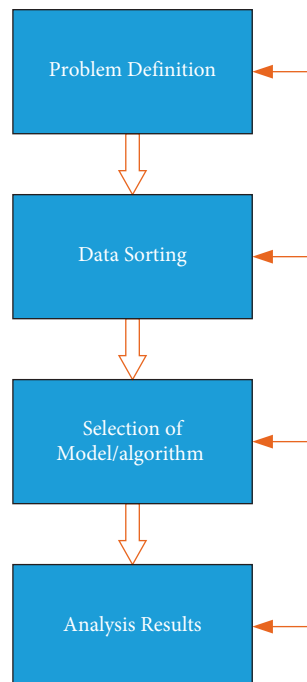 Problem Definition
Data Sorting
Selection of
Model/algorithm
Analysis Results